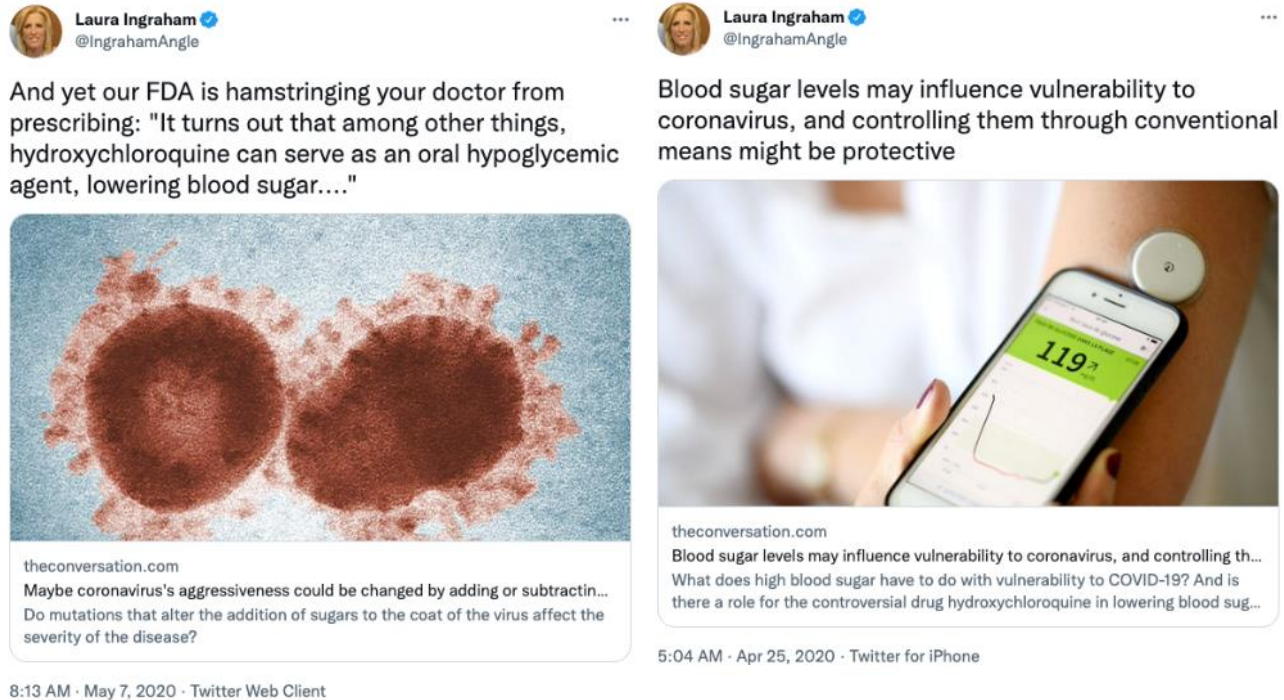 Laura Ingraham
@IngrahamAngle
And yet our FDA is hamstringing your doctor from
prescribing: "It turns out that among other things,
hydroxychloroquine can serve as an oral hypoglycemic
agent, lowering blood sugar...."
theconversation.com
Maybe coronavirus's aggressiveness could be changed by adding or subtractin...
Do mutations that alter the addition of sugars to the coat of the virus affect the
severity of the disease?
8:13 AM · May 7, 2020 · Twitter Web Client
Laura Ingraham
@IngrahamAngle
Blood sugar levels may influence vulnerability to
coronavirus, and controlling them through conventional
means might be protective
119
theconversation.com
Blood sugar levels may influence vulnerability to coronavirus, and controlling th...
What does high blood sugar have to do with vulnerability to COVID-19? And is
there a role for the controversial drug hydroxychloroquine in lowering blood sug...
5:04 AM · Apr 25, 2020 · Twitter for iPhone